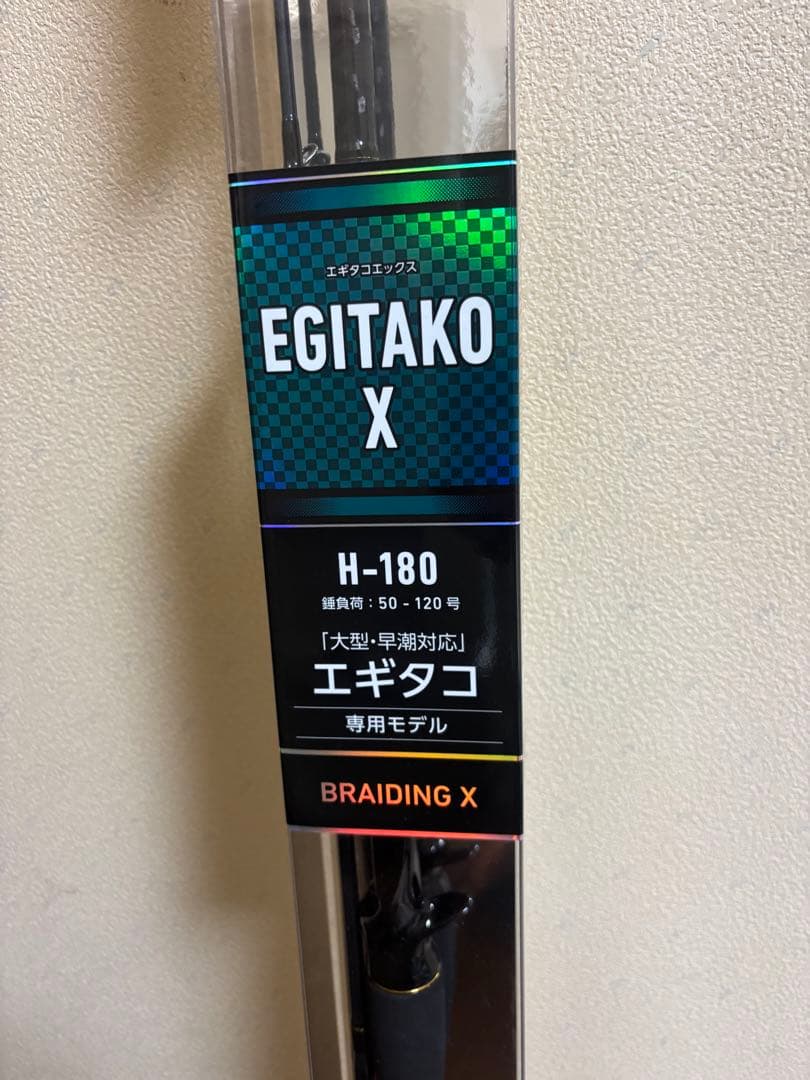 エギタコエックス
EGITAKO
X
H-180
錘負荷：50 - 120 号
「大型・早潮対応」
エギタコ
専用モデル
BRAIDING X